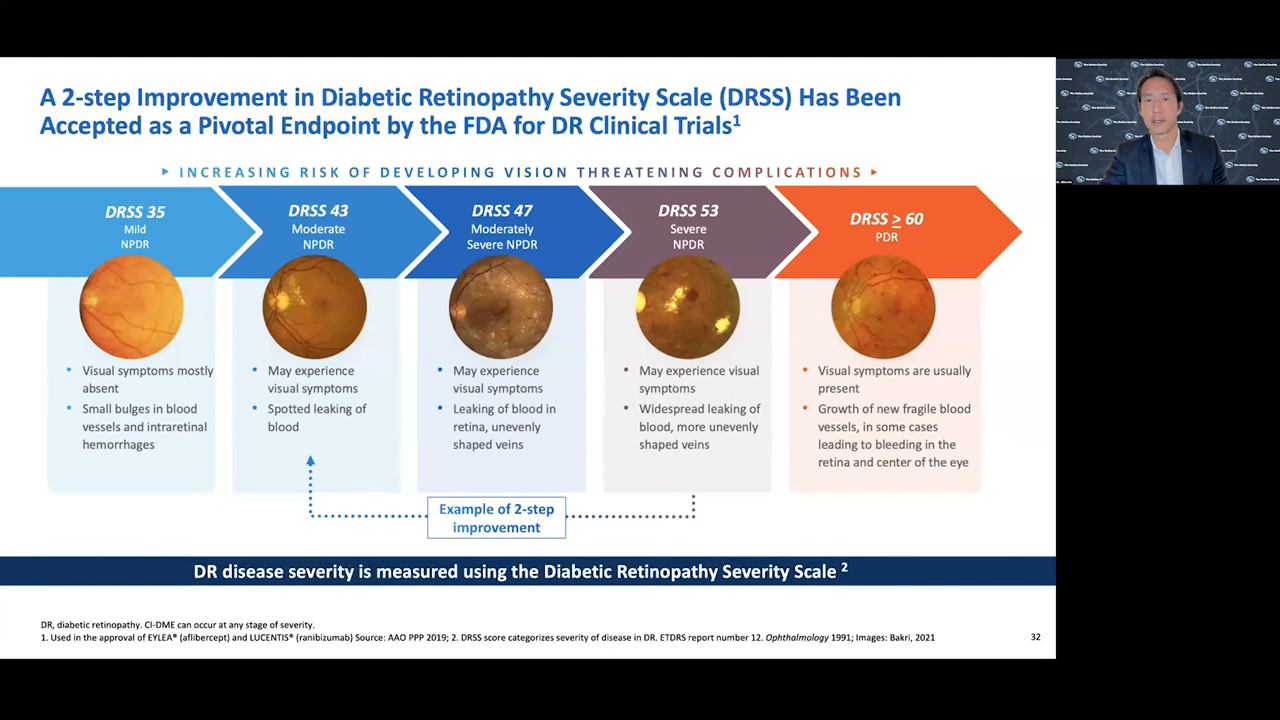 A 2-step Improvement in Diabetic Retinopathy Severity Scale (DRSS) Has Been
Accepted as a Pivotal Endpoint by the FDA for DR Clinical Trials¹
INCREASING RISK OF DEVELOPING VISION THREATENING COMPLICATIONS
DRSS 35
Mild
NPDR
Visual symptoms mostly
absent
Small bulges in blood
vessels and intraretinal
hemorrhages
DRSS 43
Moderate
NPDR
May experience
visual symptoms
Spotted leaking of
blood
DRSS 47
Moderately
Severe NPDR
May experience
visual symptoms
Leaking of blood in
retina, unevenly
shaped veins
DRSS 53
Severe
NPDR
May experience visual
symptoms
Widespread leaking of
blood, more unevenly
shaped veins
DRSS ≥ 60
PDR
Visual symptoms are usually
present
Growth of new fragile blood
vessels, in some cases
leading to bleeding in the
retina and center of the eye
Example of 2-step
improvement
DR disease severity is measured using the Diabetic Retinopathy Severity Scale ²
DR, diabetic retinopathy. CI-DME can occur at any stage of severity.
1. Used in the approval of EYLEA® (aflibercept) and LUCENTIS® (ranibizumab) Source: AAO PPP 2019; 2. DRSS score categorizes severity of disease in DR. ETDRS report number 12. Ophthalmology 1991; Images: Bakri, 2021
32
The Retina Society